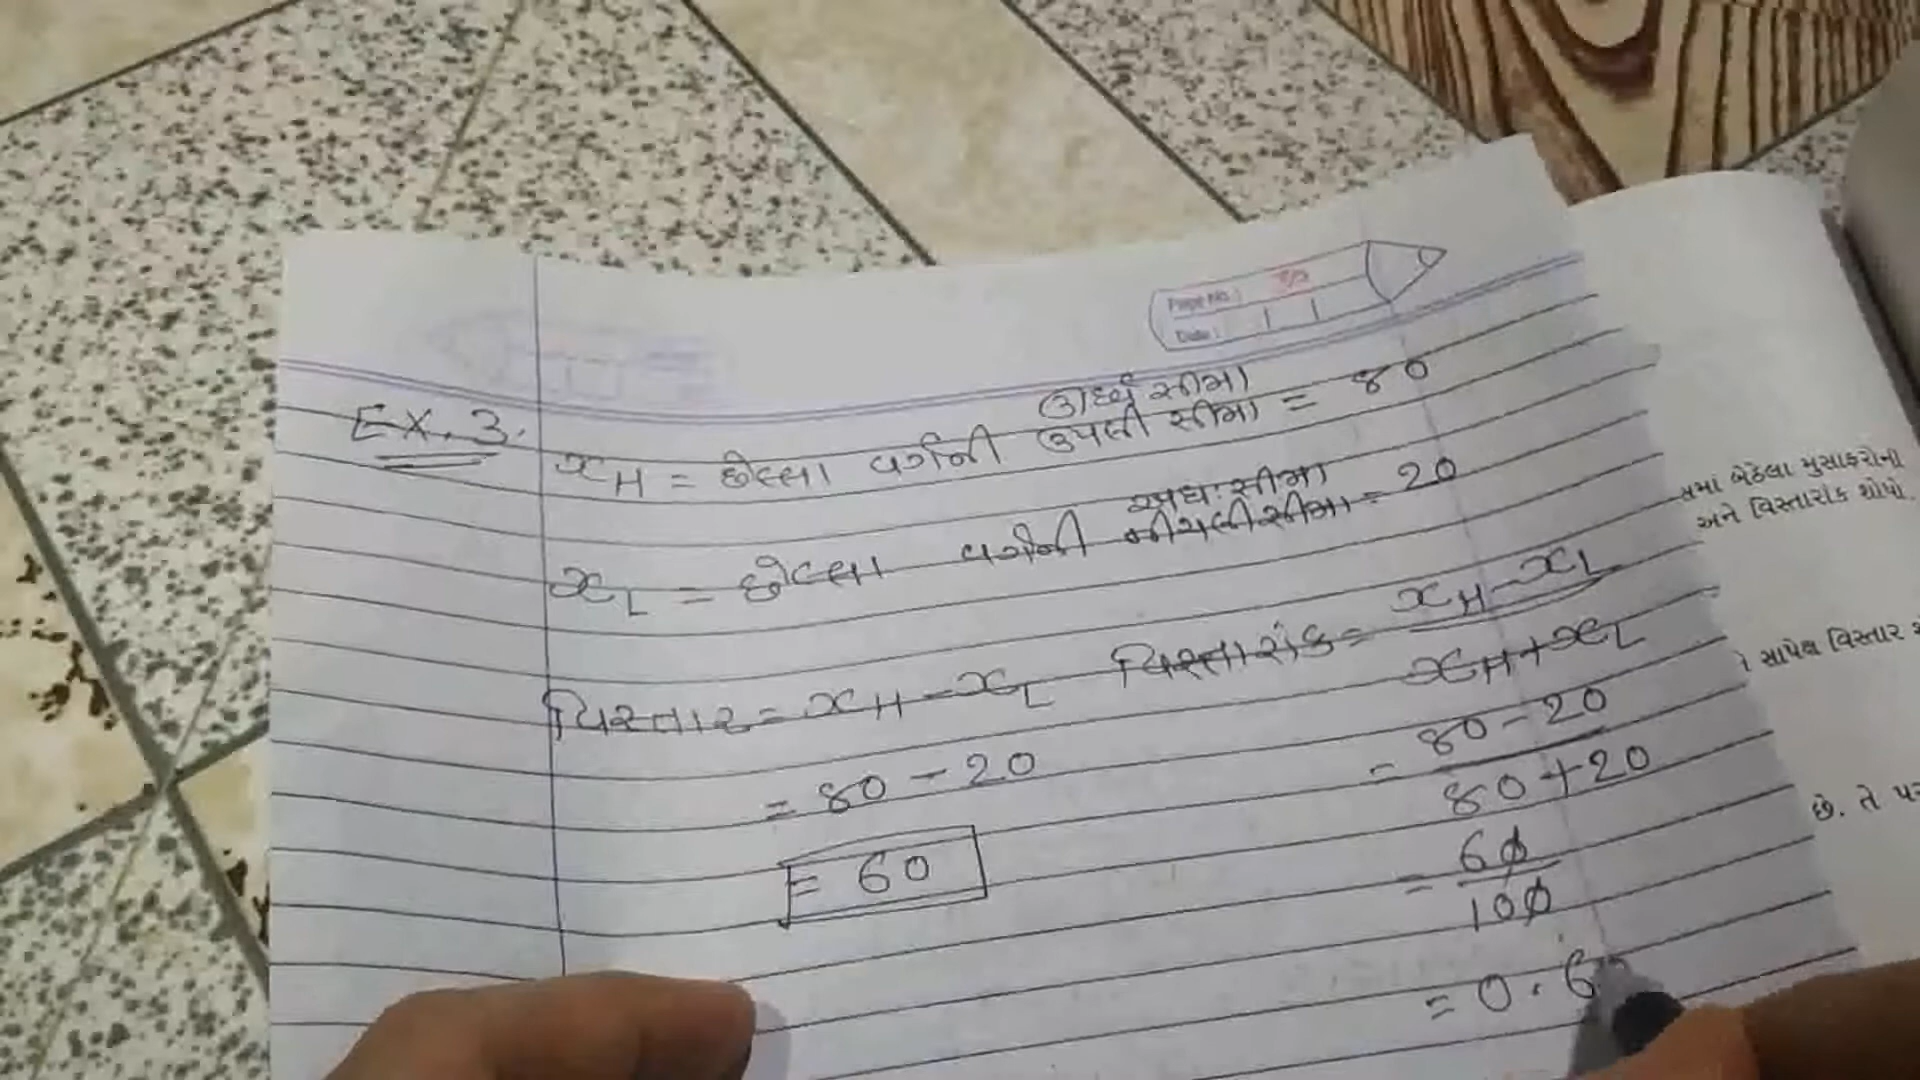 Page No.:
Date:
EX. 3.
ઊર્ધ્વસીમા
xH = છેલ્લા વર્ગની ઉપલી સીમા = 80
અધઃસીમા
xL = છેલ્લા વર્ગની નીચલી સીમા = 20
વિસ્તાર = xH - xL
= 80 - 20
= 60
વિસ્તારાંક = xH - xL
xH + xL
= 80 - 20
80 + 20
= 60
100
= 0.6
બેઠેલા મુસાફરોની
અને વિસ્તારાંક શોધો.
સાપેક્ષ વિસ્તાર
છે. તે